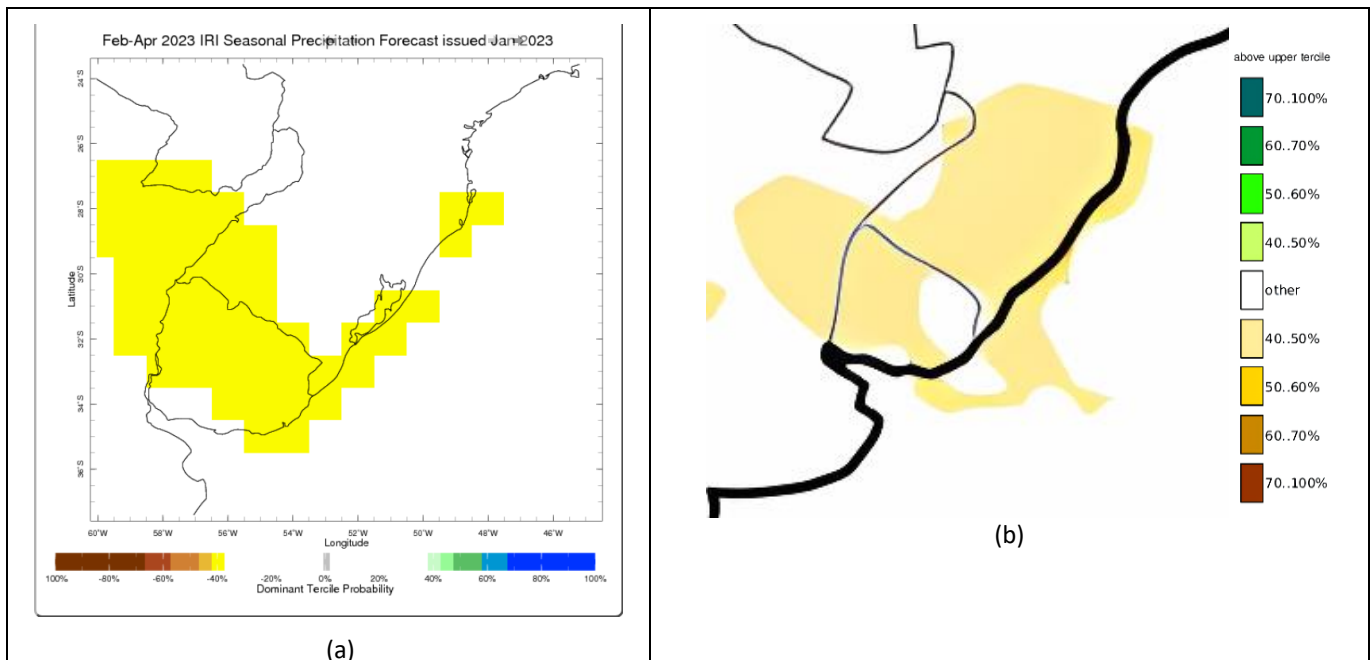 Feb-Apr 2023 IRI Seasonal Precipitation Forecast issued Jan 2023
24°S
26°S
28°S
30°S
32°S
34°S
36°S
Latitude
60°W 58°W 56°W 54°W 52°W 50°W 48°W 46°W
Longitude
100% -80% -60% -40% -20% 0% 20% 40% 60% 80% 100%
Dominant Tercile Probability
(a)
above upper tercile
70..100%
60..70%
50..60%
40..50%
other
40..50%
50..60%
60..70%
70..100%
(b)